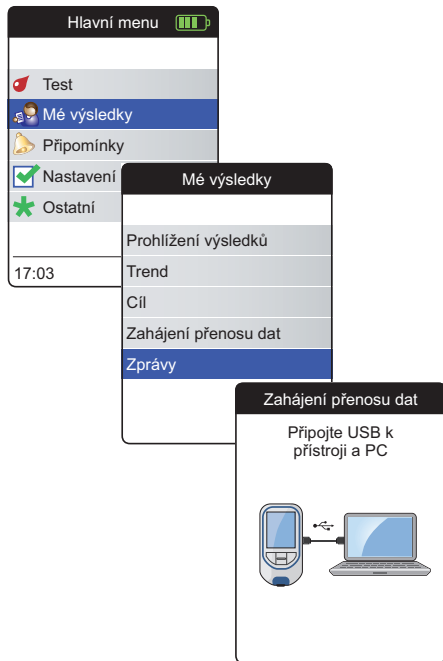 Hlavní menu
Test
Mé výsledky
Připomínky
Nastavení
Ostatní
17:03
Mé výsledky
Prohlížení výsledků
Trend
Cíl
Zahájení přenosu dat
Zprávy
Zahájení přenosu dat
Připojte USB k
přístroji a PC